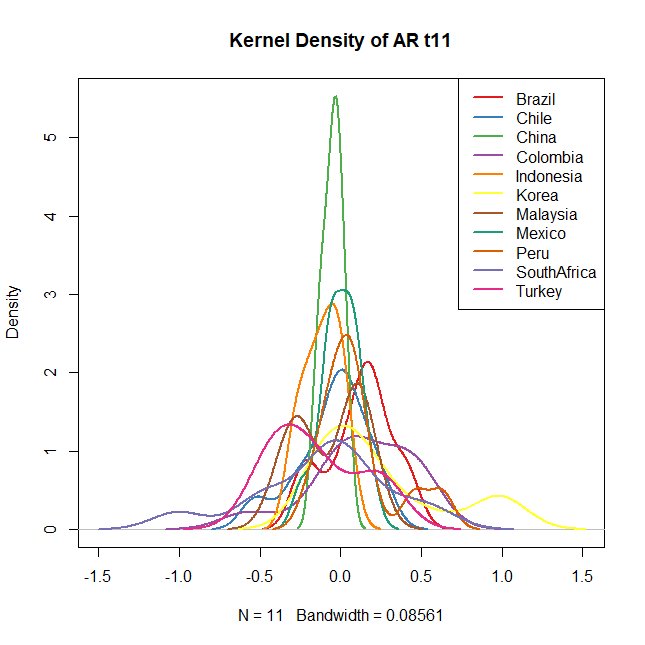 Kernel Density of AR t11
Brazil
Chile
China
Colombia
Indonesia
Korea
Malaysia
Mexico
Peru
SouthAfrica
Turkey
Density
5
4
3
2
1
0
-1.5 -1.0 -0.5 0.0 0.5 1.0 1.5
N = 11 Bandwidth = 0.08561